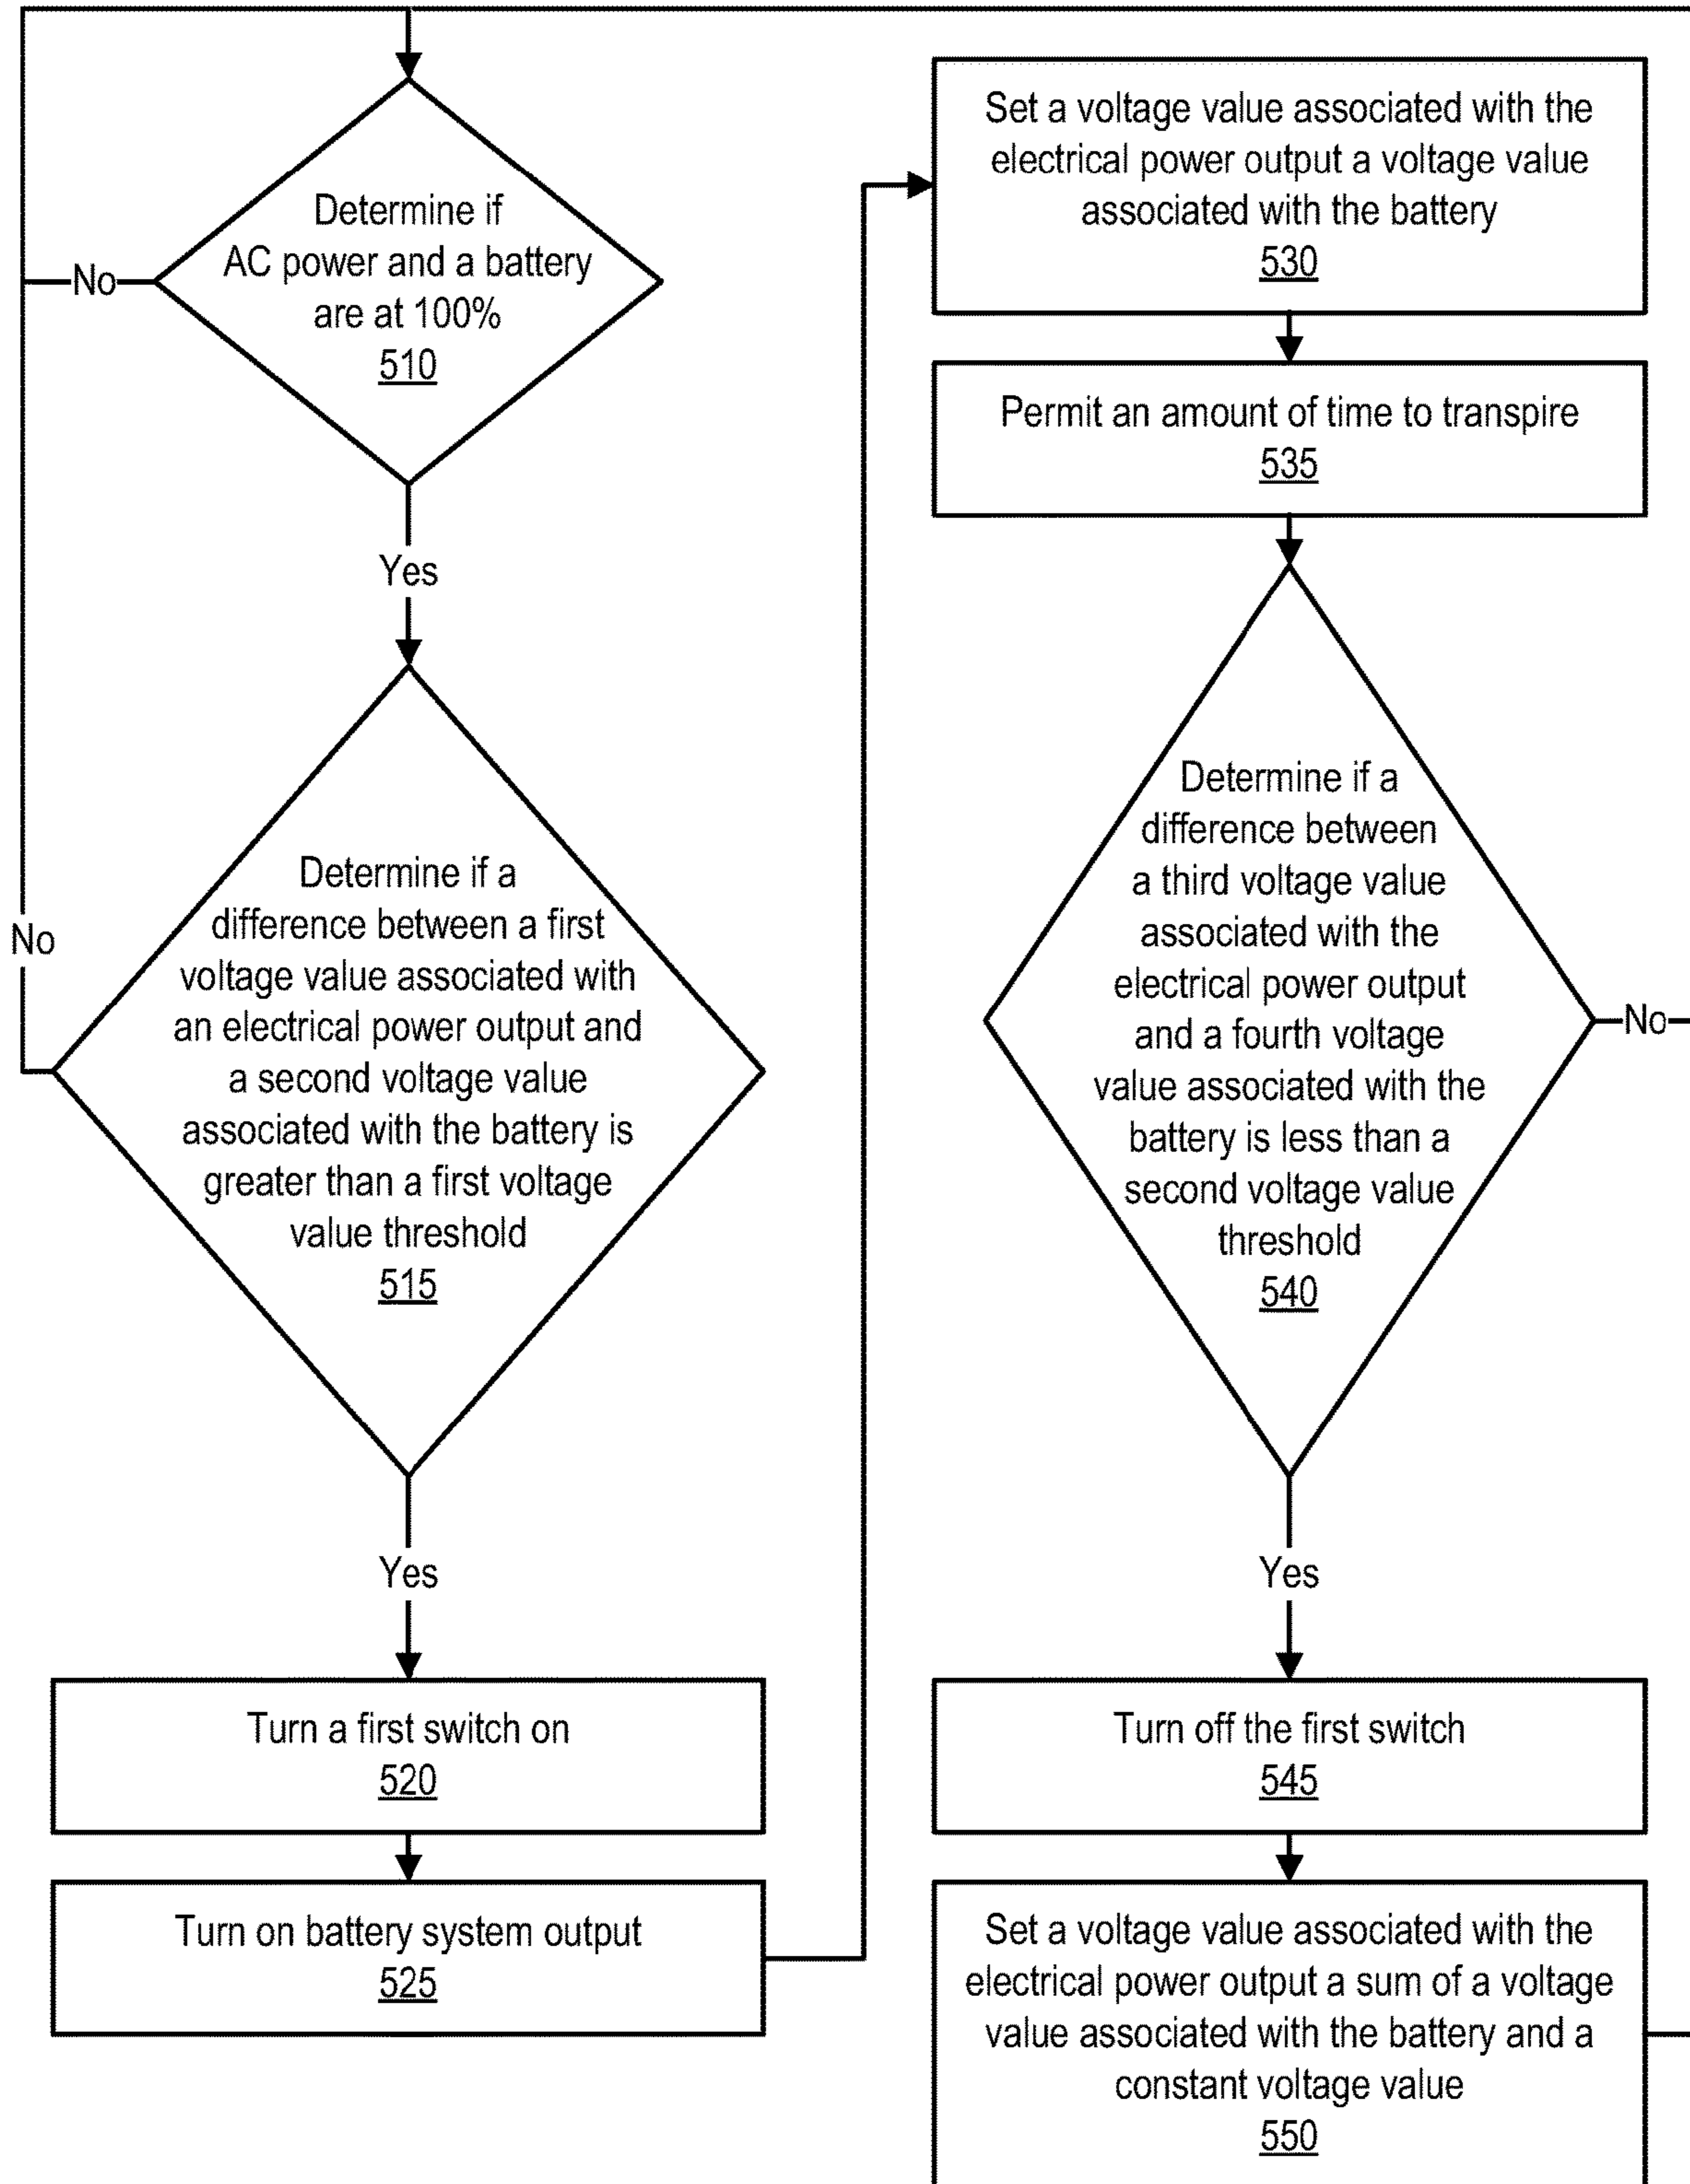 Determine if
AC power and a battery
are at 100%
510
No
Yes
Determine if a
difference between a first
voltage value associated with
an electrical power output and
a second voltage value
associated with the battery is
greater than a first voltage
value threshold
515
No
Yes
Turn a first switch on
520
Turn on battery system output
525
Set a voltage value associated with the
electrical power output a voltage value
associated with the battery
530
Permit an amount of time to transpire
535
Determine if a
difference between
a third voltage value
associated with the
electrical power output
and a fourth voltage
value associated with the
battery is less than a
second voltage value
threshold
540
No
Yes
Turn off the first switch
545
Set a voltage value associated with the
electrical power output a sum of a voltage
value associated with the battery and a
constant voltage value
550